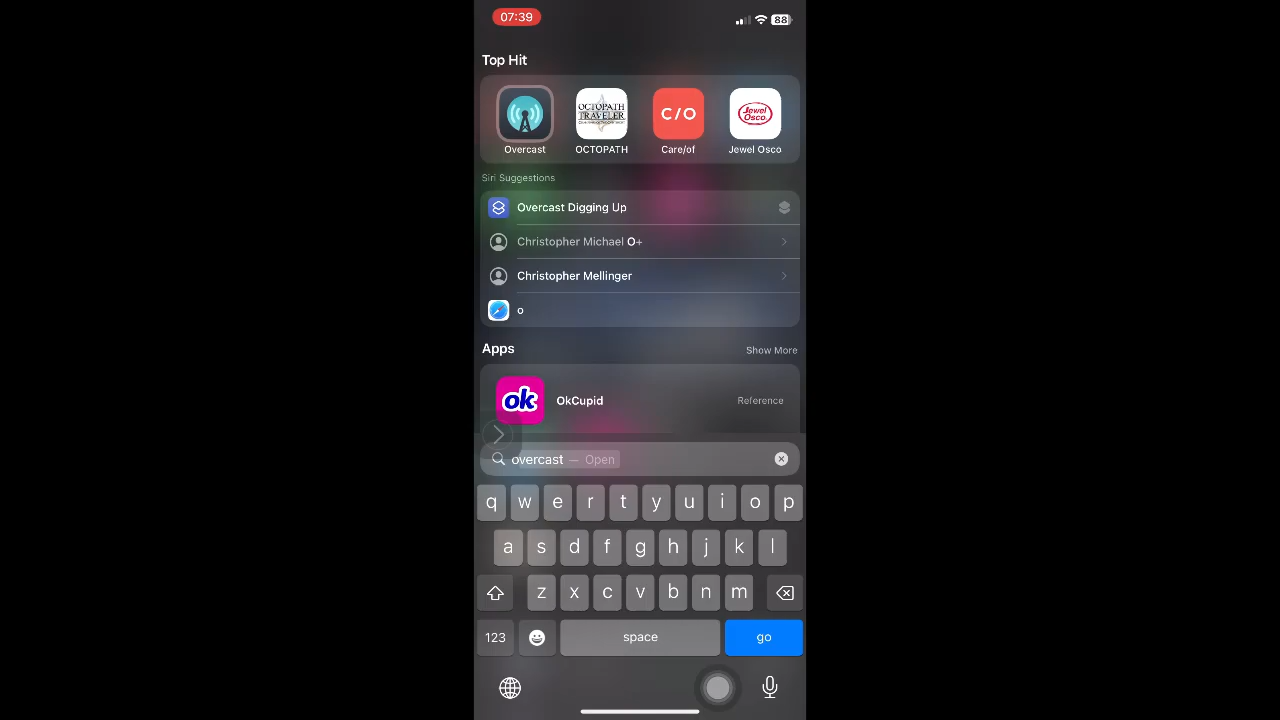 07:39
88
Top Hit
OCTOPATH
TRAVELER
C/O
Jewel
Osco
Overcast
OCTOPATH
Care/of
Jewel Osco
Siri Suggestions
Overcast Digging Up
Christopher Michael O+
Christopher Mellinger
o
Apps
Show More
ok
OkCupid
Reference
overcast — Open
q w e r t y u i o p
a s d f g h j k l
z x c v b n m
123
space
go